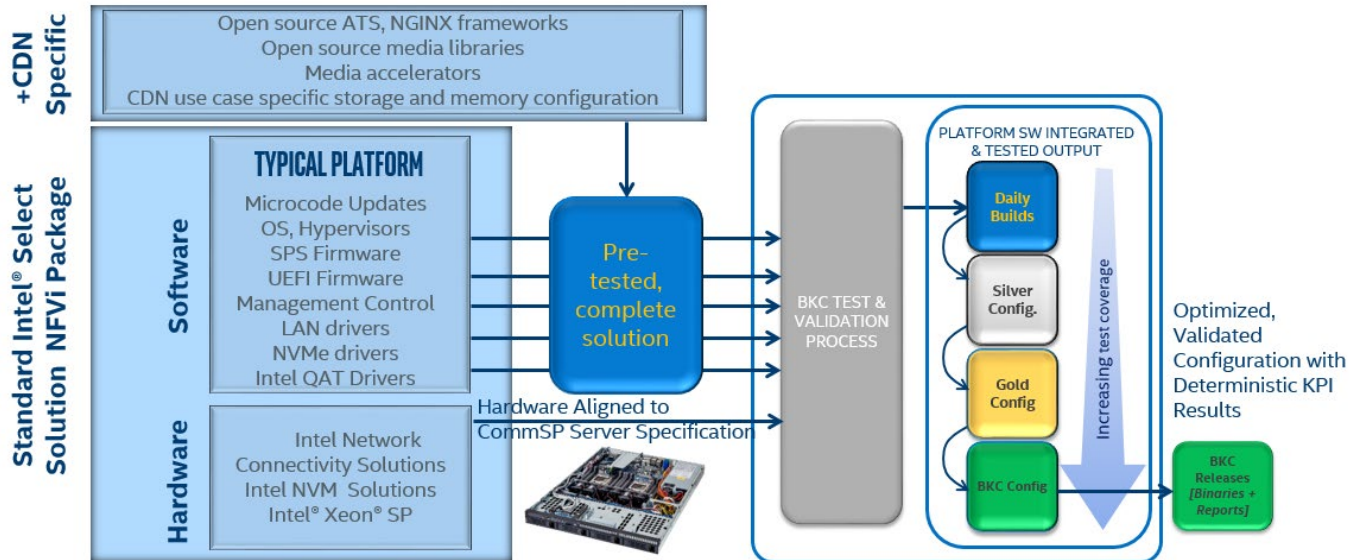 +CDN
Specific
Open source ATS, NGINX frameworks
Open source media libraries
Media accelerators
CDN use case specific storage and memory configuration
Standard Intel® Select
Solution NFVi Package
Software
TYPICAL PLATFORM
Microcode Updates
OS, Hypervisors
SPS Firmware
UEFI Firmware
Management Control
LAN drivers
NVMe drivers
Intel QAT Drivers
Hardware
Intel Network
Connectivity Solutions
Intel NVM Solutions
Intel® Xeon® SP
Pre-
tested,
complete
solution
Hardware Aligned to
CommSP Server Specification
BKC TEST &
VALIDATION
PROCESS
PLATFORM SW INTEGRATED
& TESTED OUTPUT
Daily
Builds
Silver
Config.
Gold
Config
BKC Config
Increasing test coverage
Optimized,
Validated
Configuration with
Deterministic KPI
Results
BKC
Releases
[Binaries +
Reports]